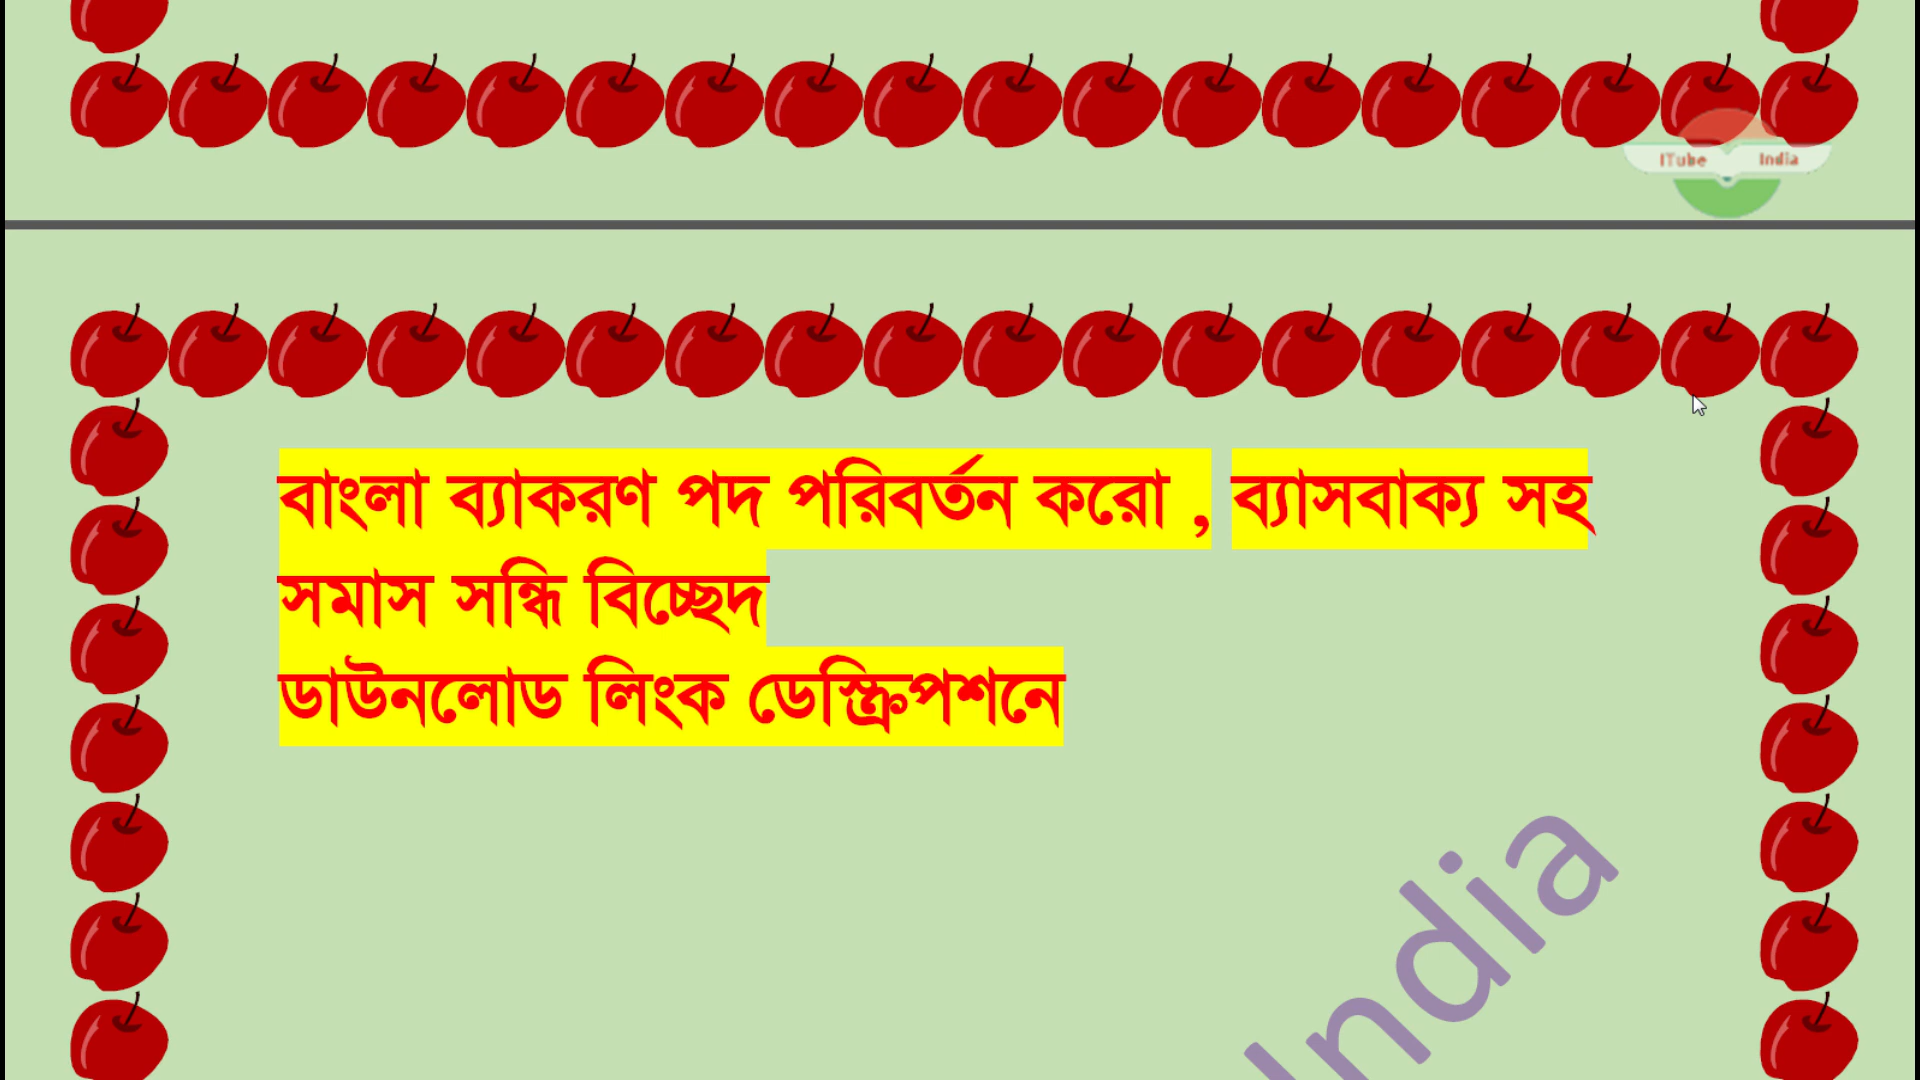 ITube India
বাংলা ব্যাকরণ পদ পরিবর্তন করো , ব্যাসবাক্য সহ
সমাস সন্ধি বিচ্ছেদ
ডাউনলোড লিংক ডেস্ক্রিপশনে
India